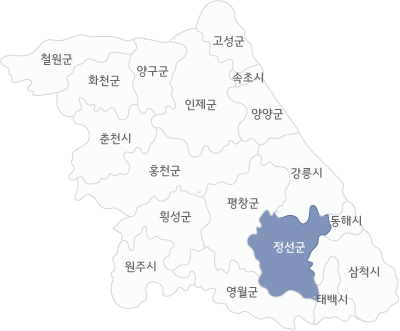 고성군
철원군
화천군
양구군
속초시
인제군
양양군
춘천시
홍천군
강릉시
평창군
횡성군
동해시
정선군
원주시
삼척시
영월군
태백시